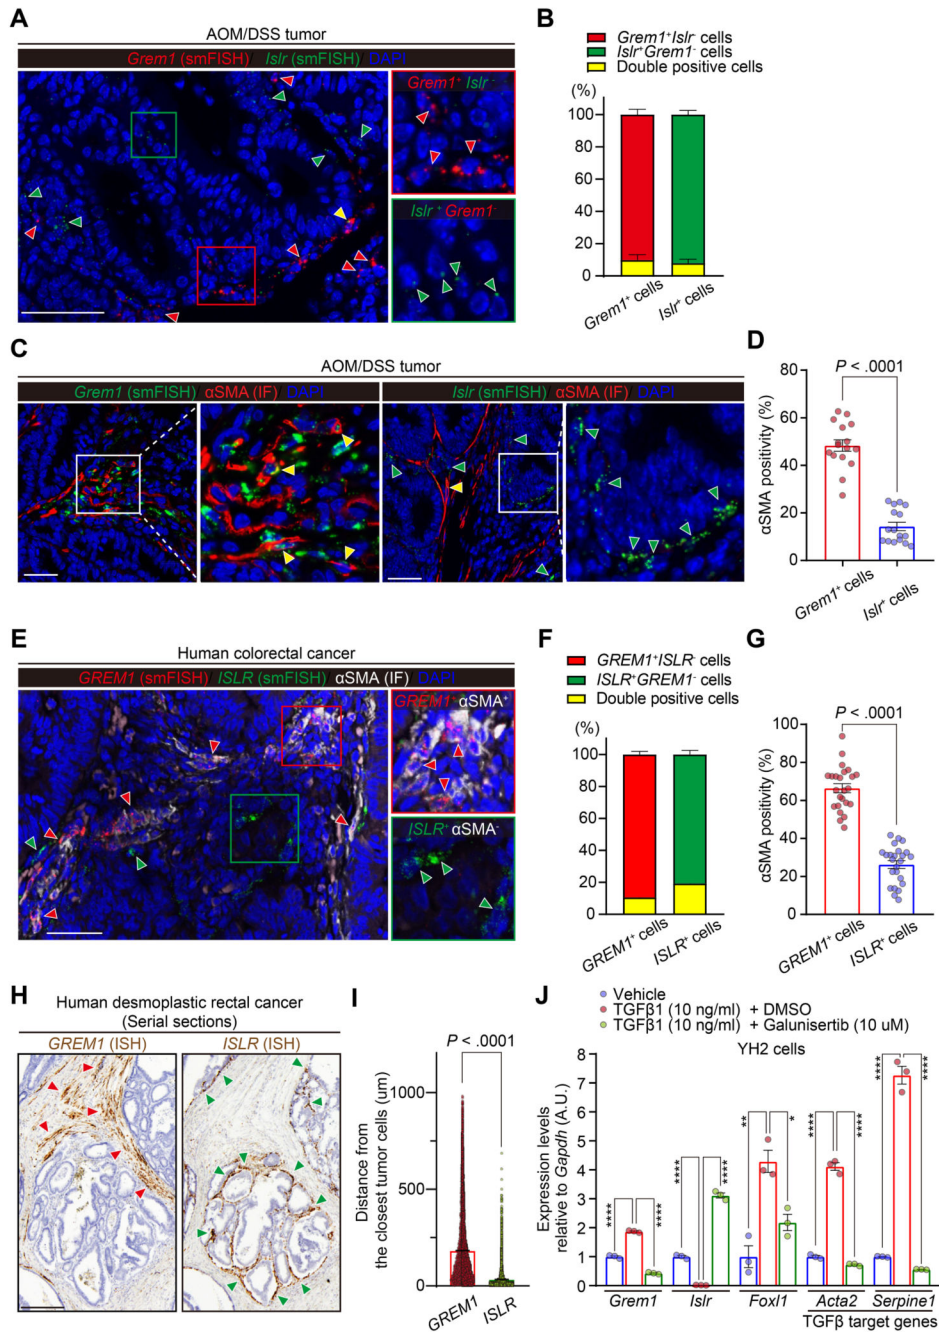 A
AOM/DSS tumor
Grem1 (smFISH) / Islr (smFISH) / DAPI
Grem1⁺ Islr⁻
Islr⁺ Grem1⁻
B
Grem1⁺Islr⁻ cells
Islr⁺Grem1⁻ cells
Double positive cells
(%)
100
80
60
40
20
0
Grem1⁺ cells
Islr⁺ cells
C
AOM/DSS tumor
Grem1 (smFISH) / αSMA (IF) / DAPI
Islr (smFISH) / αSMA (IF) / DAPI
D
P < .0001
αSMA positivity (%)
80
60
40
20
0
Grem1⁺ cells
Islr⁺ cells
E
Human colorectal cancer
GREM1 (smFISH) / ISLR (smFISH) / αSMA (IF) / DAPI
GREM1⁺ αSMA⁺
ISLR⁺ αSMA⁻
F
GREM1⁺ISLR⁻ cells
ISLR⁺GREM1⁻ cells
Double positive cells
(%)
100
80
60
40
20
0
GREM1⁺ cells
ISLR⁺ cells
G
P < .0001
αSMA positivity (%)
100
80
60
40
20
0
GREM1⁺ cells
ISLR⁺ cells
H
Human desmoplastic rectal cancer
(Serial sections)
GREM1 (ISH)
ISLR (ISH)
I
P < .0001
Distance from
the closest tumor cells (um)
1000
500
0
GREM1
ISLR
J
Vehicle
TGFβ1 (10 ng/ml) + DMSO
TGFβ1 (10 ng/ml) + Galunisertib (10 uM)
YH2 cells
Expression levels
relative to Gapdh (A.U.)
8
7
6
5
4
3
2
1
0
**** **** **** **** ** * **** **** **** ****
Grem1 Islr Foxl1 Acta2 Serpine1
TGFβ target genes